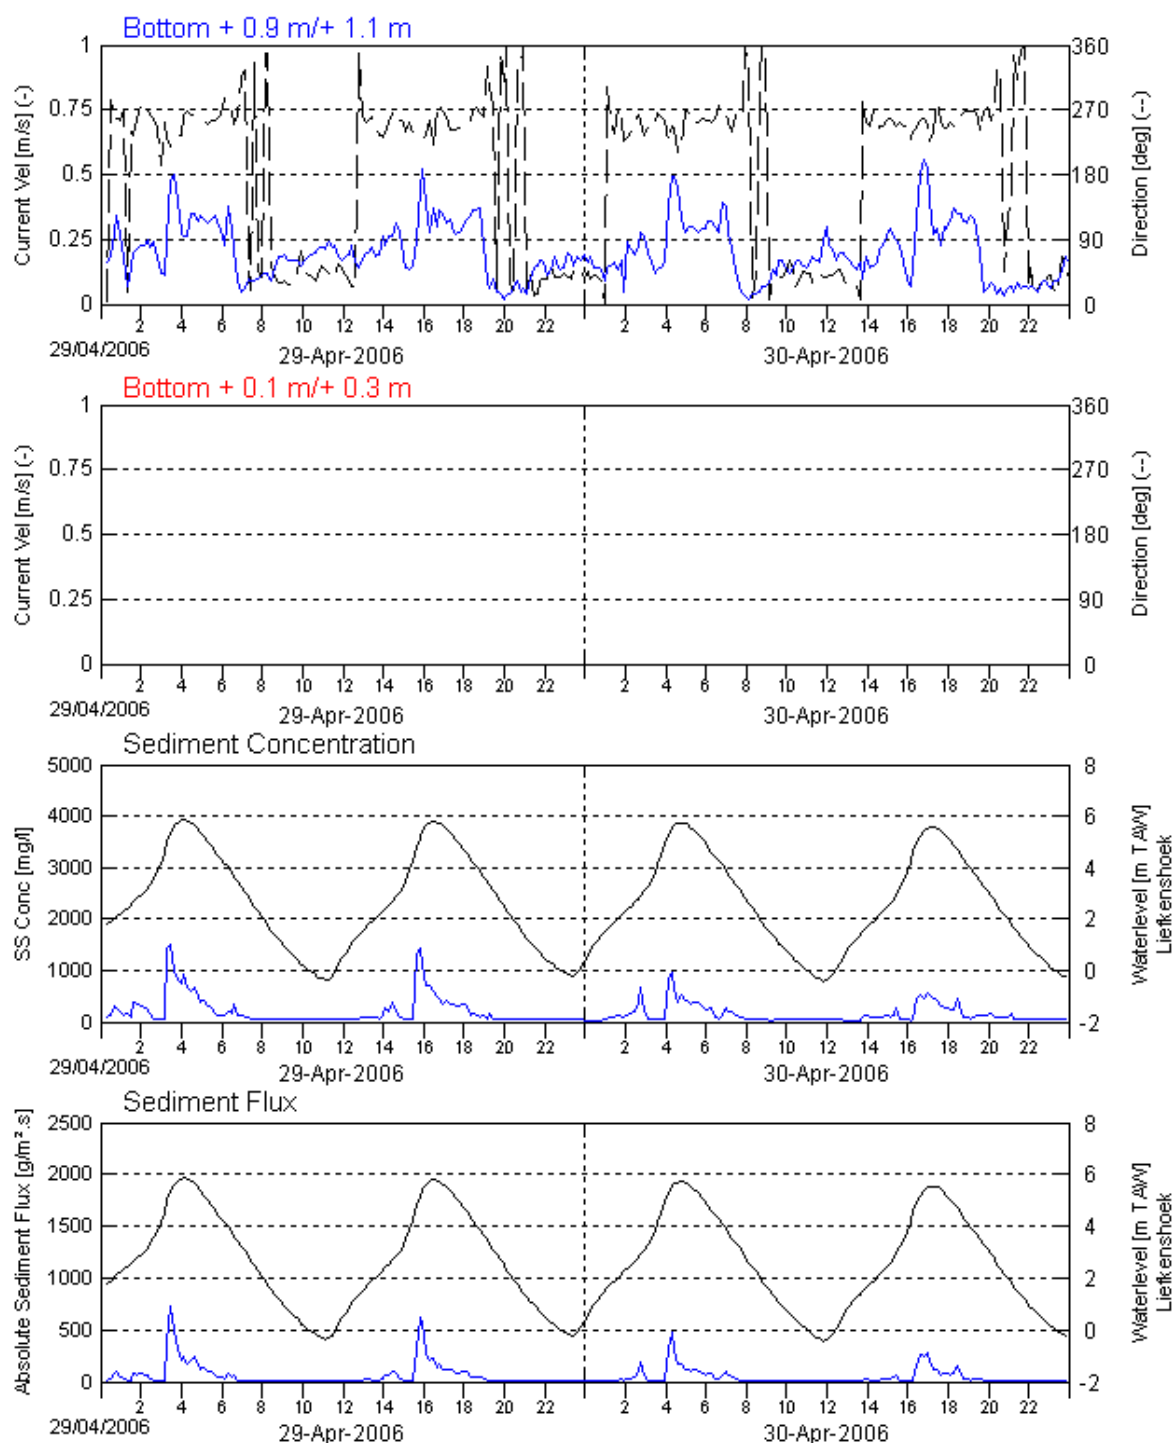 Bottom + 0.9 m/+ 1.1 m
Current Vel [m/s] (-)
1
0.75
0.5
0.25
0
360
270
180
90
0
Direction [deg] (--)
2 4 6 8 10 12 14 16 18 20 22 2 4 6 8 10 12 14 16 18 20 22
29/04/2006
29-Apr-2006 30-Apr-2006
Bottom + 0.1 m/+ 0.3 m
Current Vel [m/s] (-)
1
0.75
0.5
0.25
0
360
270
180
90
0
Direction [deg] (--)
2 4 6 8 10 12 14 16 18 20 22 2 4 6 8 10 12 14 16 18 20 22
29/04/2006
29-Apr-2006 30-Apr-2006
Sediment Concentration
SS Conc [mg/l]
5000
4000
3000
2000
1000
0
8
6
4
2
0
-2
Waterlevel [m TAW]
Liefkenshoek
2 4 6 8 10 12 14 16 18 20 22 2 4 6 8 10 12 14 16 18 20 22
29/04/2006
29-Apr-2006 30-Apr-2006
Sediment Flux
Absolute Sediment Flux [g/m².s]
2500
2000
1500
1000
500
0
8
6
4
2
0
-2
Waterlevel [m TAW]
Liefkenshoek
2 4 6 8 10 12 14 16 18 20 22 2 4 6 8 10 12 14 16 18 20 22
29/04/2006
29-Apr-2006 30-Apr-2006